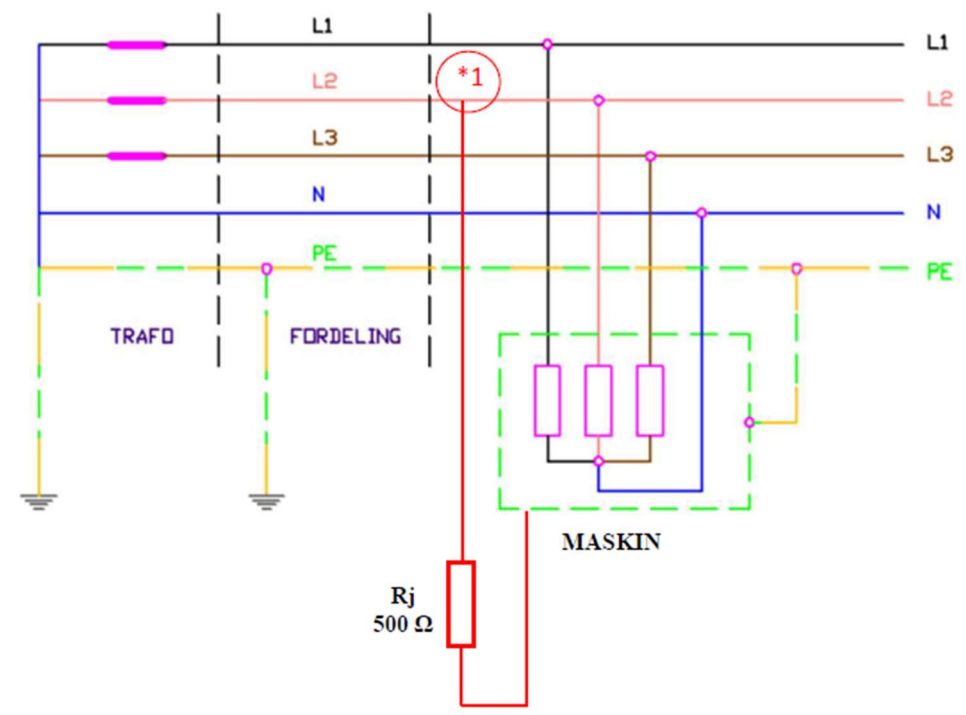 L1
L1
*1
L2
L2
L3
L3
N
N
PE
PE
TRAFO
FORDELING
MASKIN
Rj
500 Ω